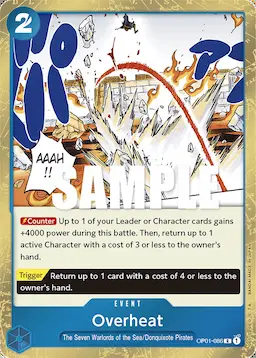 2
AAAH
!!
SAMPLE
Counter Up to 1 of your Leader or Character cards gains
+4000 power during this battle. Then, return up to 1
active Character with a cost of 3 or less to the owner's
hand.
Trigger Return up to 1 card with a cost of 4 or less to the
owner's hand.
EVENT
Overheat
The Seven Warlords of the Sea/Donquixote Pirates
OP01-086 R